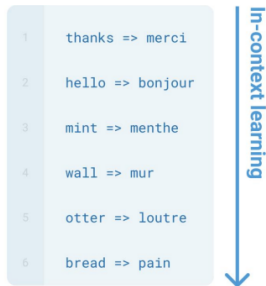 1 thanks => merci
2 hello => bonjour
3 mint => menthe
4 wall => mur
5 otter => loutre
6 bread => pain
In-context learning